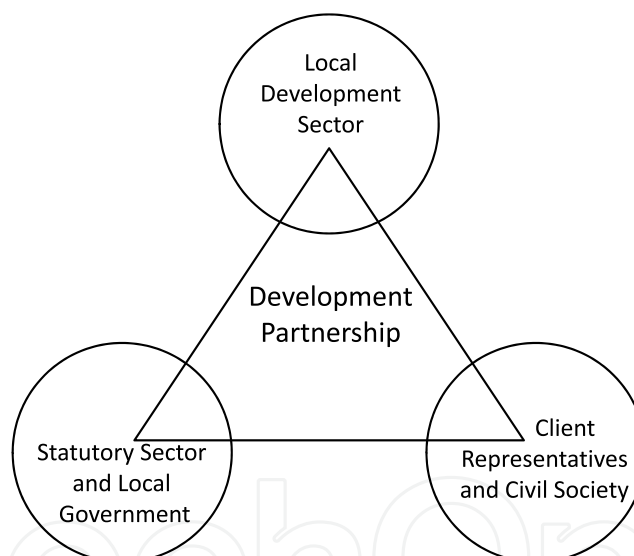 Local
Development
Sector
Development
Partnership
Statutory Sector
and Local
Government
Client
Representatives
and Civil Society